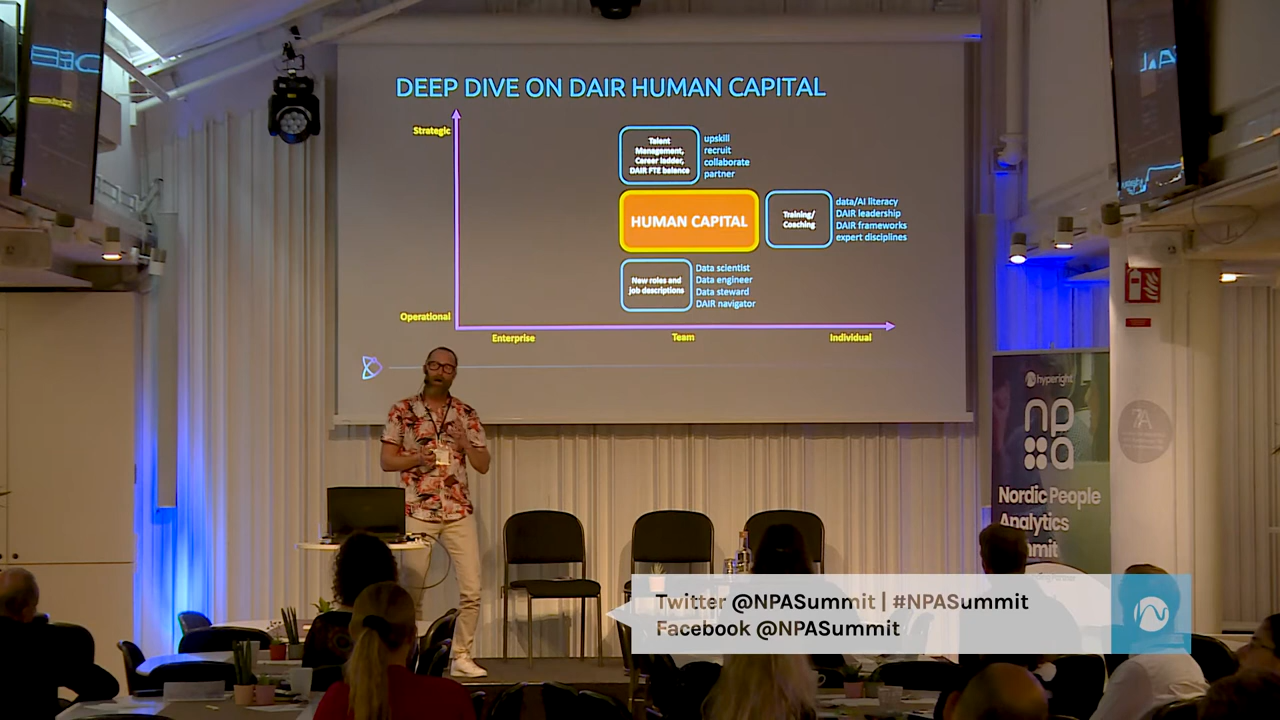 DEEP DIVE ON DAIR HUMAN CAPITAL
Strategic
Talent
Management,
Career ladder,
DAIR FTE balance
upskill
recruit
collaborate
partner
HUMAN CAPITAL
Training/
Coaching
data/AI literacy
DAIR leadership
DAIR frameworks
expert disciplines
New roles and
job descriptions
Data scientist
Data engineer
Data steward
DAIR navigator
Operational
Enterprise
Team
Individual
hyperight
npa
Nordic People
Analytics
Twitter @NPASummit | #NPASummit
Facebook @NPASummit